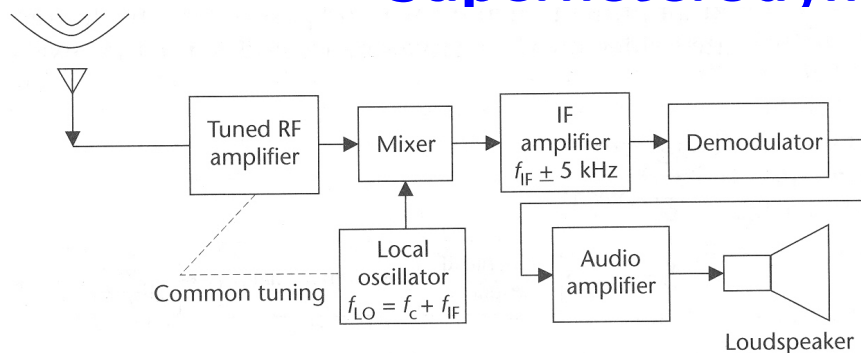 Tuned RF
amplifier
Mixer
IF
amplifier
f_IF ± 5 kHz
Demodulator
Local
oscillator
f_LO = f_c + f_IF
Common tuning
Audio
amplifier
Loudspeaker